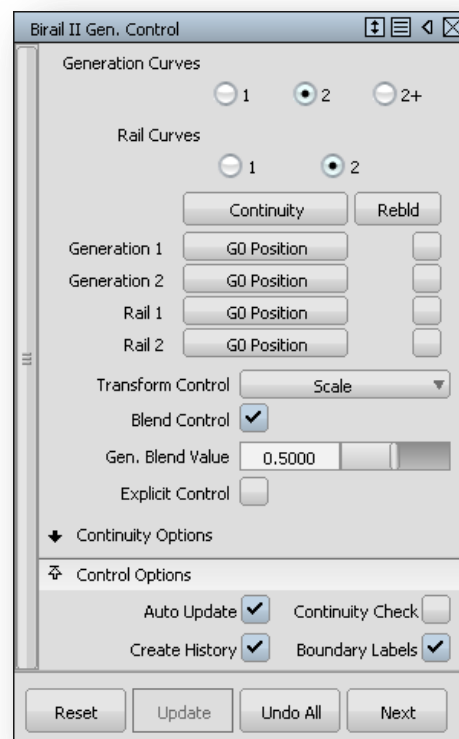 Birail II Gen. Control
Generation Curves
1 2 2+
Rail Curves
1 2
Continuity Rebld
Generation 1 G0 Position
Generation 2 G0 Position
Rail 1 G0 Position
Rail 2 G0 Position
Transform Control Scale
Blend Control
Gen. Blend Value 0.5000
Explicit Control
Continuity Options
Control Options
Auto Update Continuity Check
Create History Boundary Labels
Reset Update Undo All Next